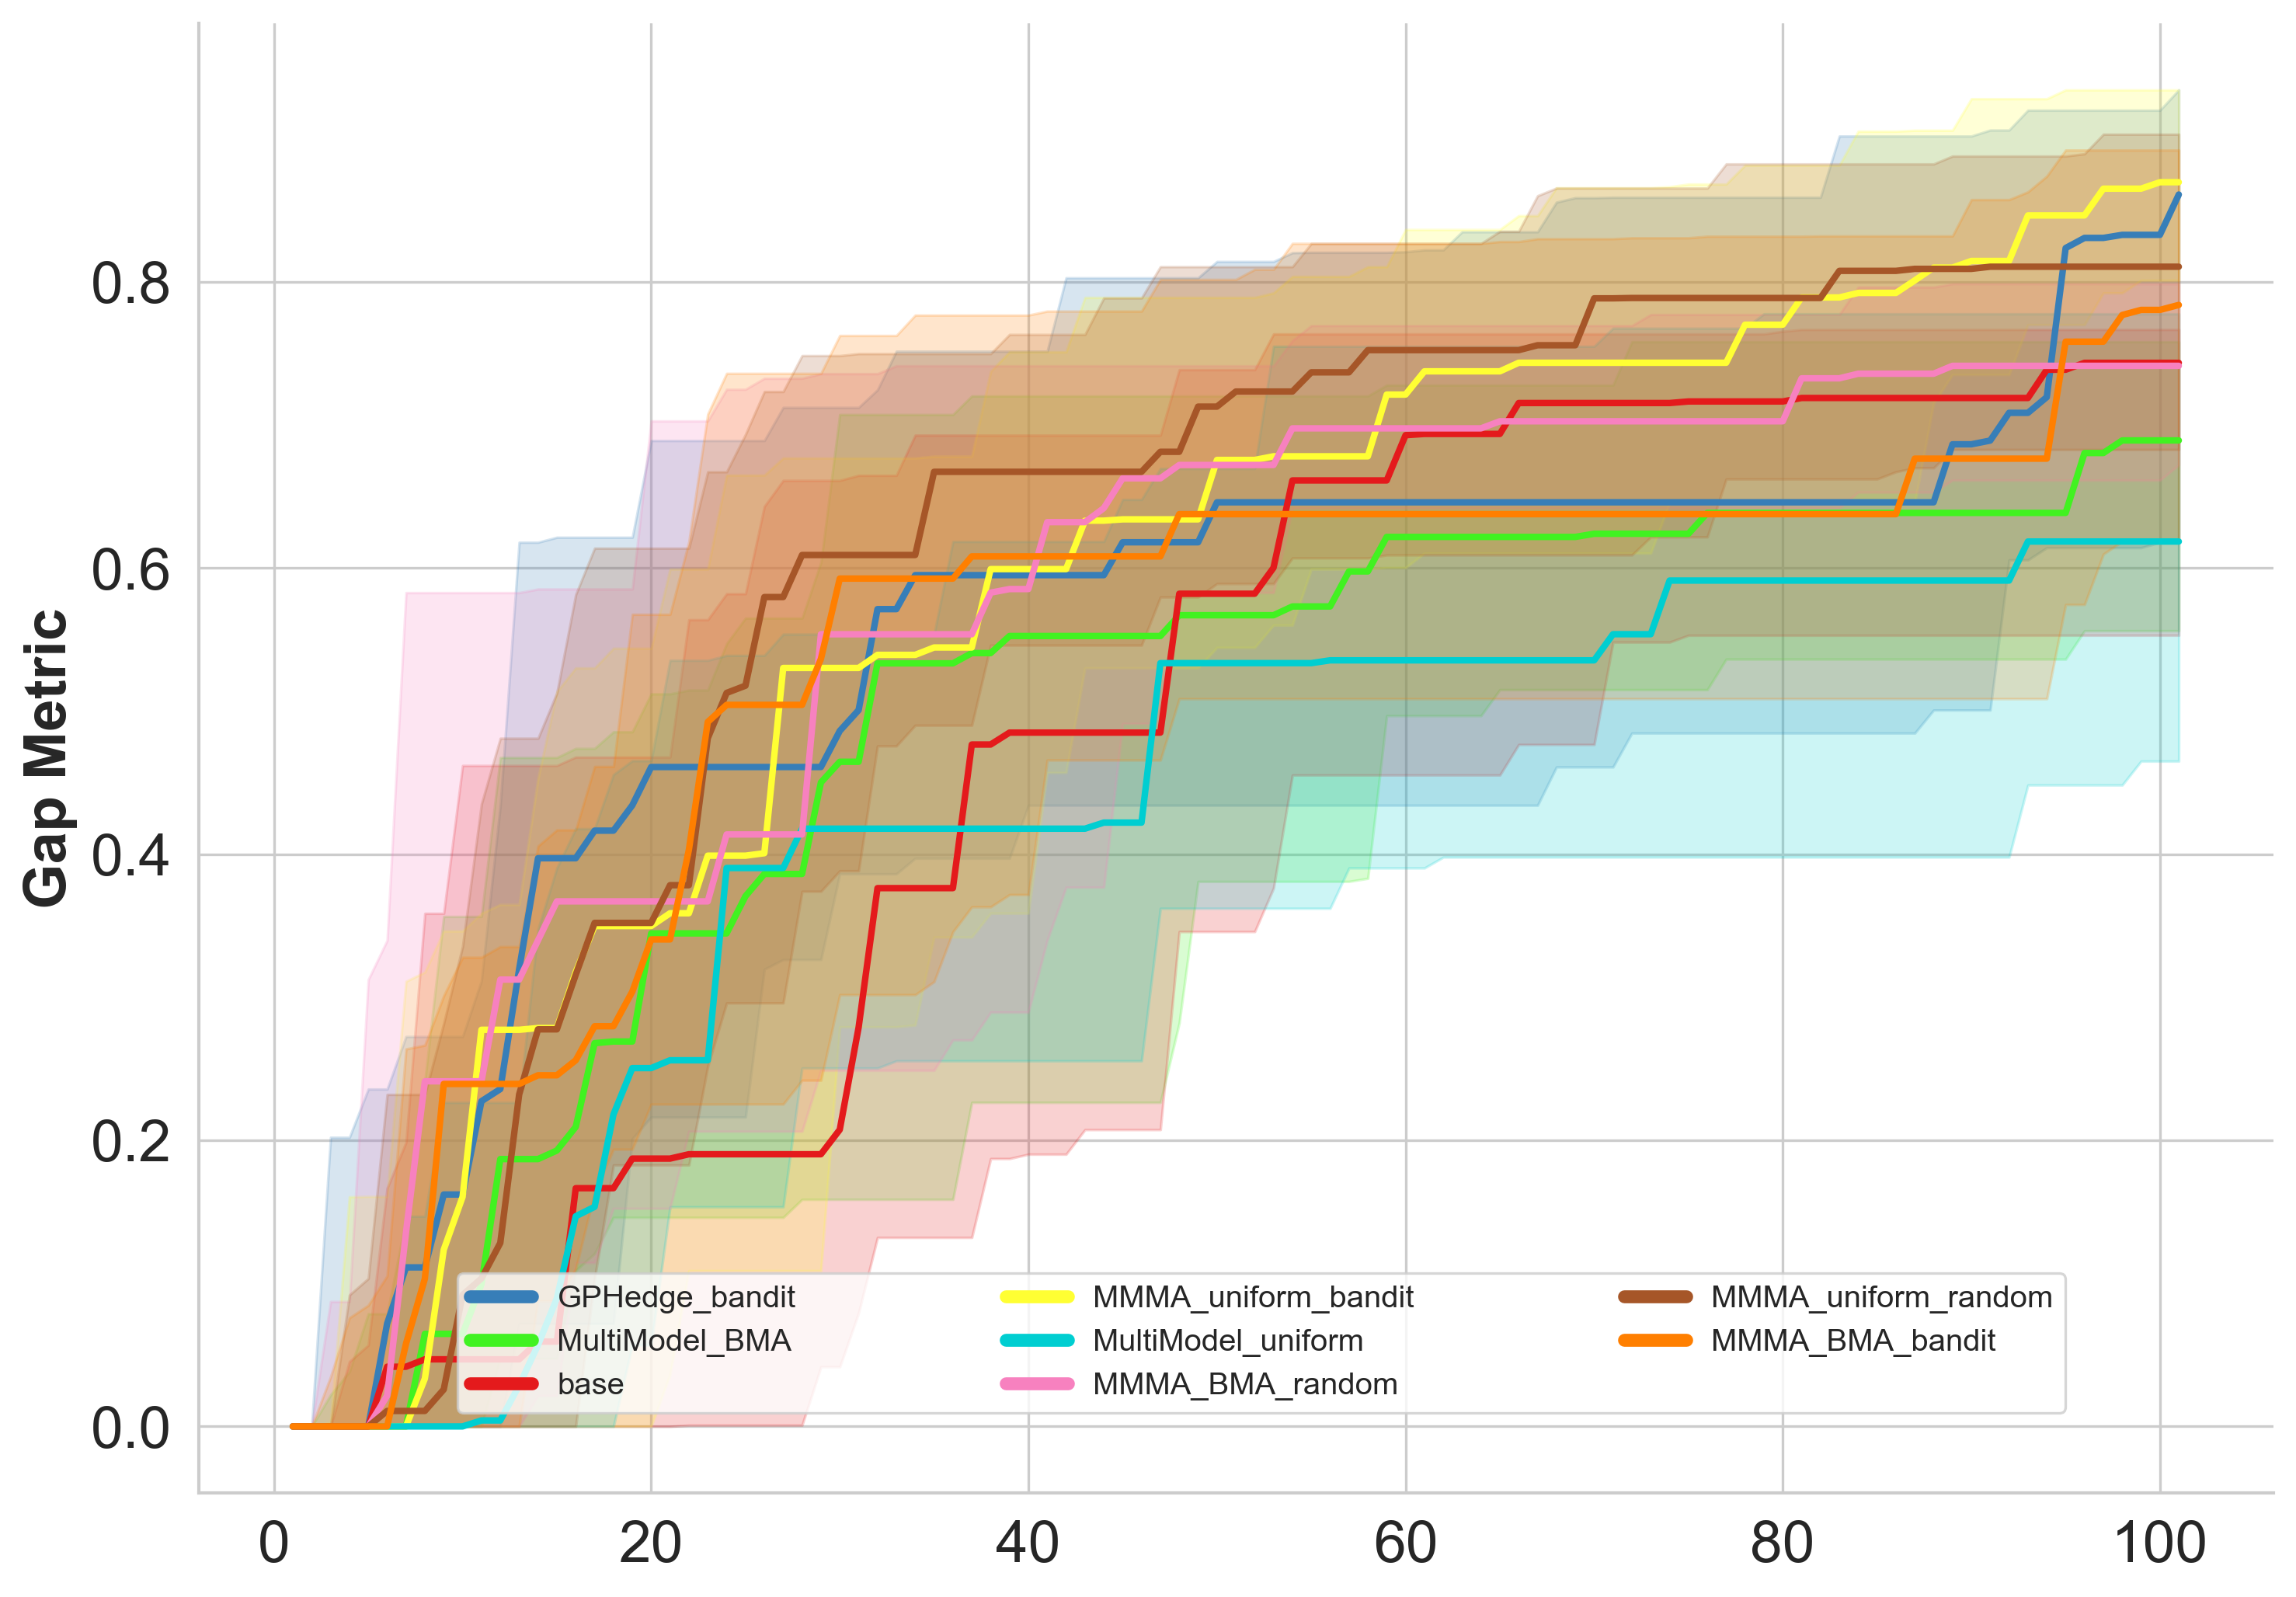 Gap Metric
0.8
0.6
0.4
0.2
0.0
GPHedge_bandit
MultiModel_BMA
base
MMMA_uniform_bandit
MultiModel_uniform
MMMA_BMA_random
MMMA_uniform_random
MMMA_BMA_bandit
0 20 40 60 80 100